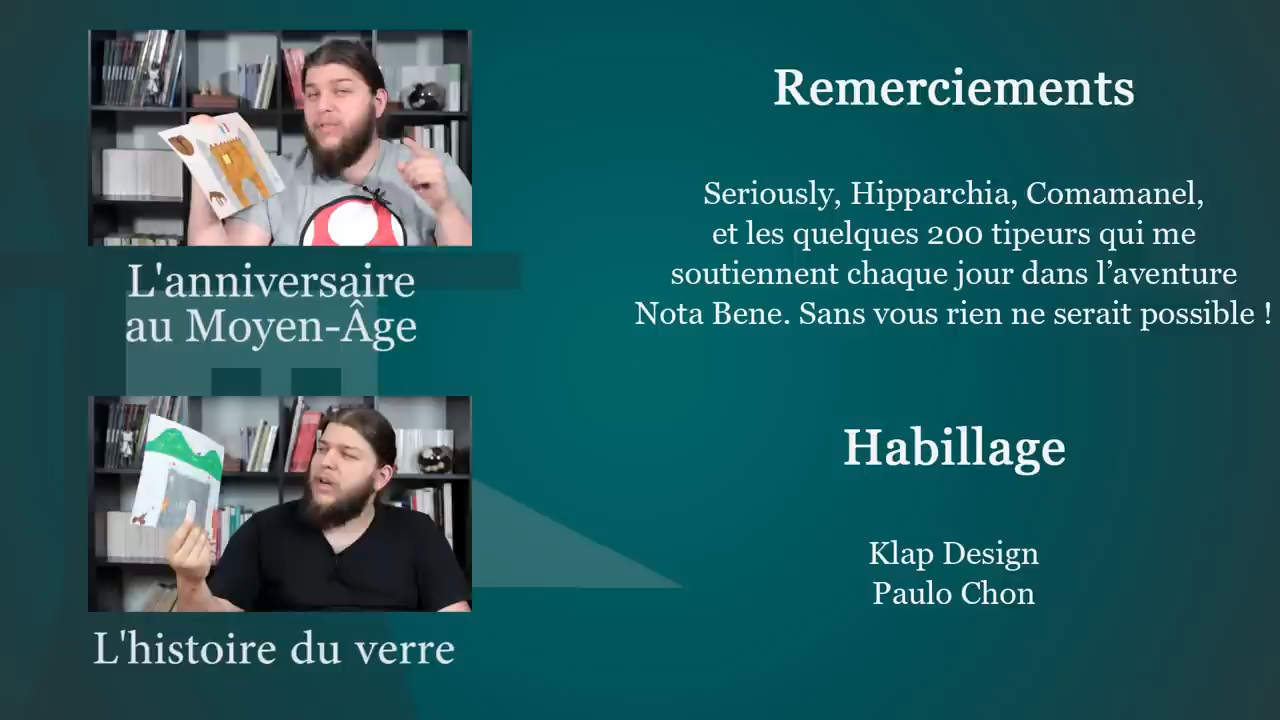 L'anniversaire
au Moyen-Âge
L'histoire du verre
Remerciements
Seriously, Hipparchia, Comamanel,
et les quelques 200 tipeurs qui me
soutiennent chaque jour dans l’aventure
Nota Bene. Sans vous rien ne serait possible !
Habillage
Klap Design
Paulo Chon